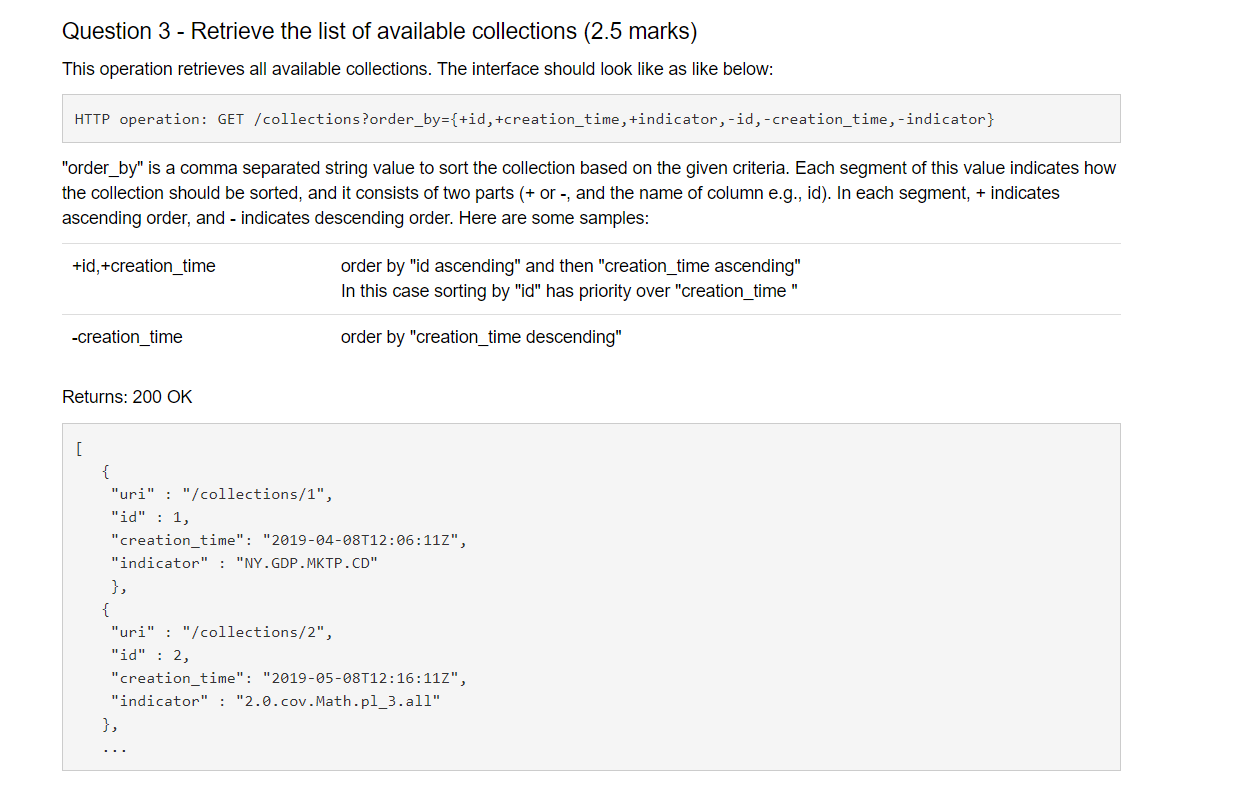 Question 3 - Retrieve the list of available collections (2.5 marks)
This operation retrieves all available collections. The interface should look like as like below:
HTTP operation: GET /collections?order_by={+id,+creation_time,+indicator,-id,-creation_time,-indicator}
"order_by" is a comma separated string value to sort the collection based on the given criteria. Each segment of this value indicates how
the collection should be sorted, and it consists of two parts (+ or -, and the name of column e.g., id). In each segment, + indicates
ascending order, and - indicates descending order. Here are some samples:
+id,+creation_time order by "id ascending" and then "creation_time ascending"
In this case sorting by "id" has priority over "creation_time "
-creation_time order by "creation_time descending"
Returns: 200 OK
[
{
"uri" : "/collections/1",
"id" : 1,
"creation_time": "2019-04-08T12:06:11Z",
"indicator" : "NY.GDP.MKTP.CD"
},
{
"uri" : "/collections/2",
"id" : 2,
"creation_time": "2019-05-08T12:16:11Z",
"indicator" : "2.0.cov.Math.pl_3.all"
},
...